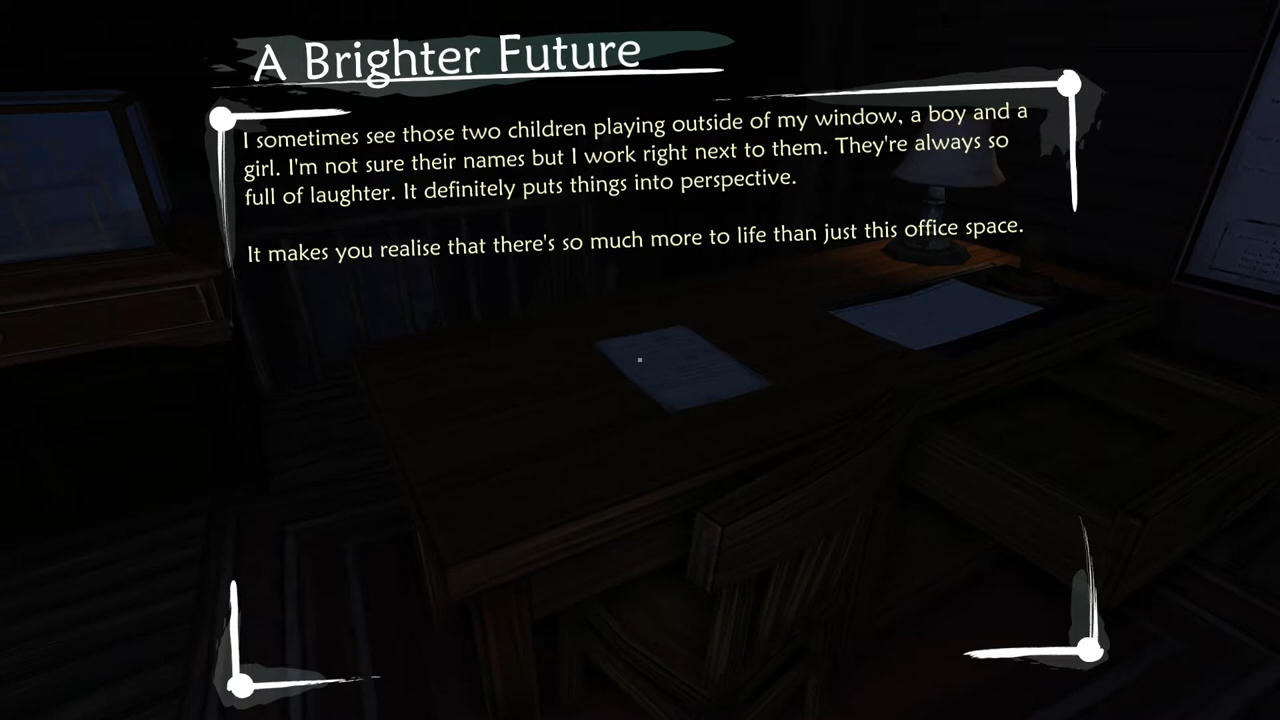 A Brighter Future
I sometimes see those two children playing outside of my window, a boy and a
girl. I'm not sure their names but I work right next to them. They're always so
full of laughter. It definitely puts things into perspective.
It makes you realise that there's so much more to life than just this office space.